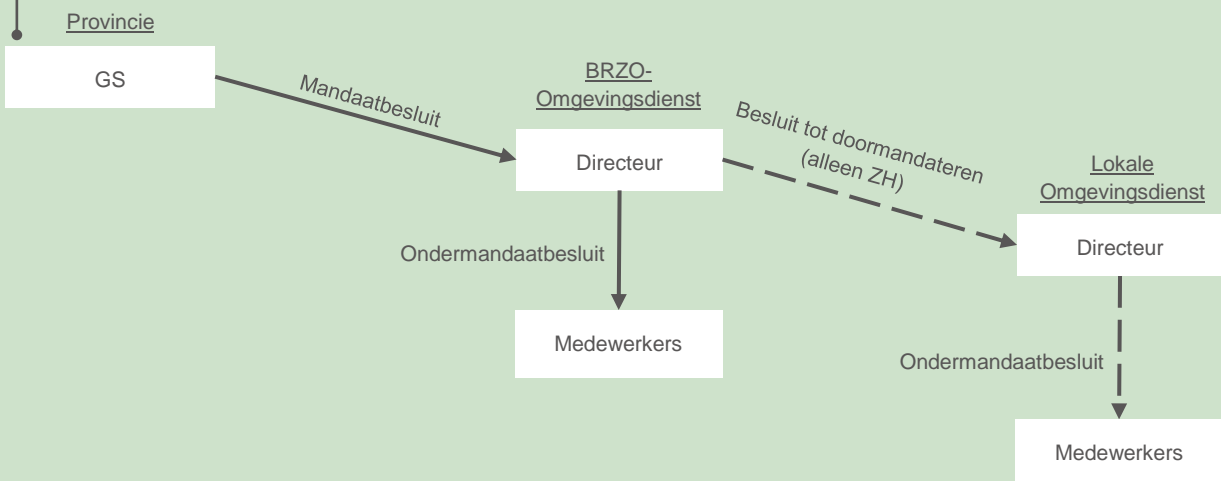 Provincie
GS
Mandaatbesluit
BRZO-
Omgevingsdienst
Directeur
Besluit tot doormandateren
(alleen ZH)
Lokale
Omgevingsdienst
Directeur
Ondermandaatbesluit
Medewerkers
Ondermandaatbesluit
Medewerkers